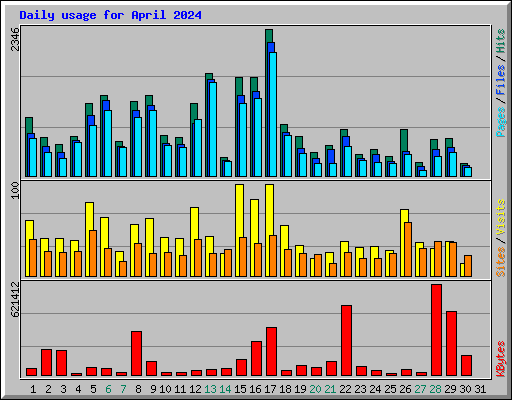 Daily usage for April 2024
2346
Pages / Files / Hits
100
Sites / Visits
621412
KBytes
1 2 3 4 5 6 7 8 9 10 11 12 13 14 15 16 17 18 19 20 21 22 23 24 25 26 27 28 29 30 31